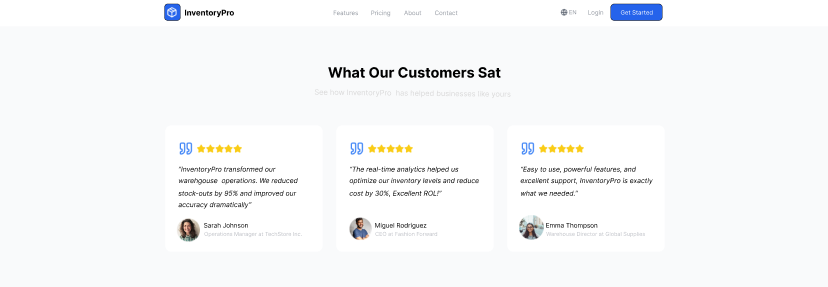 InventoryPro
Features Pricing About Contact
EN Login Get Started
What Our Customers Sat
See how InventoryPro has helped businesses like yours
"InventoryPro transformed our
warehouse operations. We reduced
stock-outs by 95% and improved our
accuracy dramatically"
Sarah Johnson
Operations Manager at TechStore Inc.
"The real-time analytics helped us
optimize our inventory levels and reduce
cost by 30%, Excellent ROL!"
Miguel Rodriguez
CEO at Fashion Forward
"Easy to use, powerful features, and
excellent support, InventoryPro is exactly
what we needed."
Emma Thompson
Warehouse Director at Global Supplies